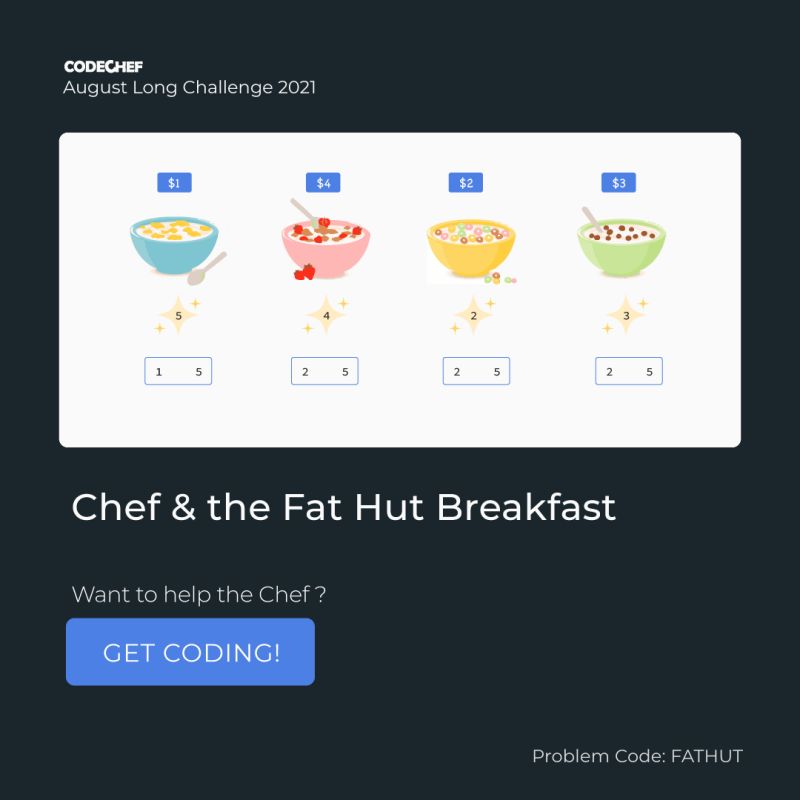 CODECHEF
August Long Challenge 2021
$1 $4 $2 $3
5 4 2 3
1 5 2 5 2 5 2 5
Chef & the Fat Hut Breakfast
Want to help the Chef ?
GET CODING!
Problem Code: FATHUT